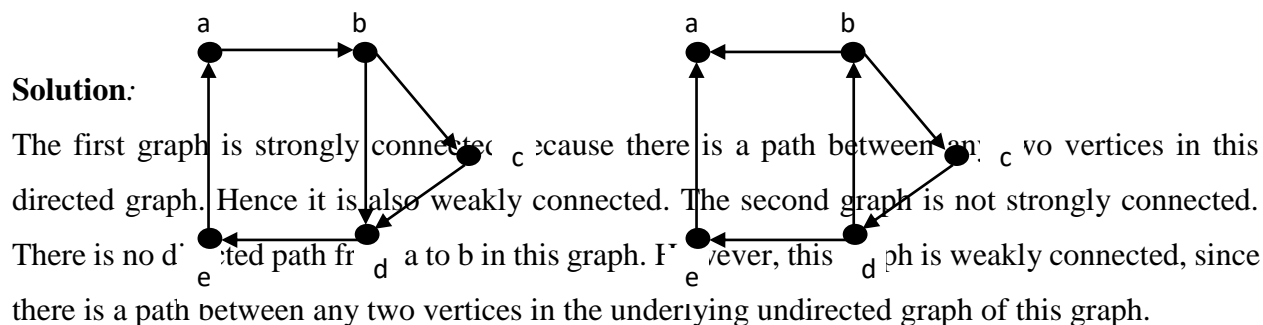 a b a b
Solution:
The first graph is strongly connected because there is a path between any two vertices in this
c c
directed graph. Hence it is also weakly connected. The second graph is not strongly connected.
There is no directed path from a to b in this graph. However, this graph is weakly connected, since
d d
e e
there is a path between any two vertices in the underlying undirected graph of this graph.